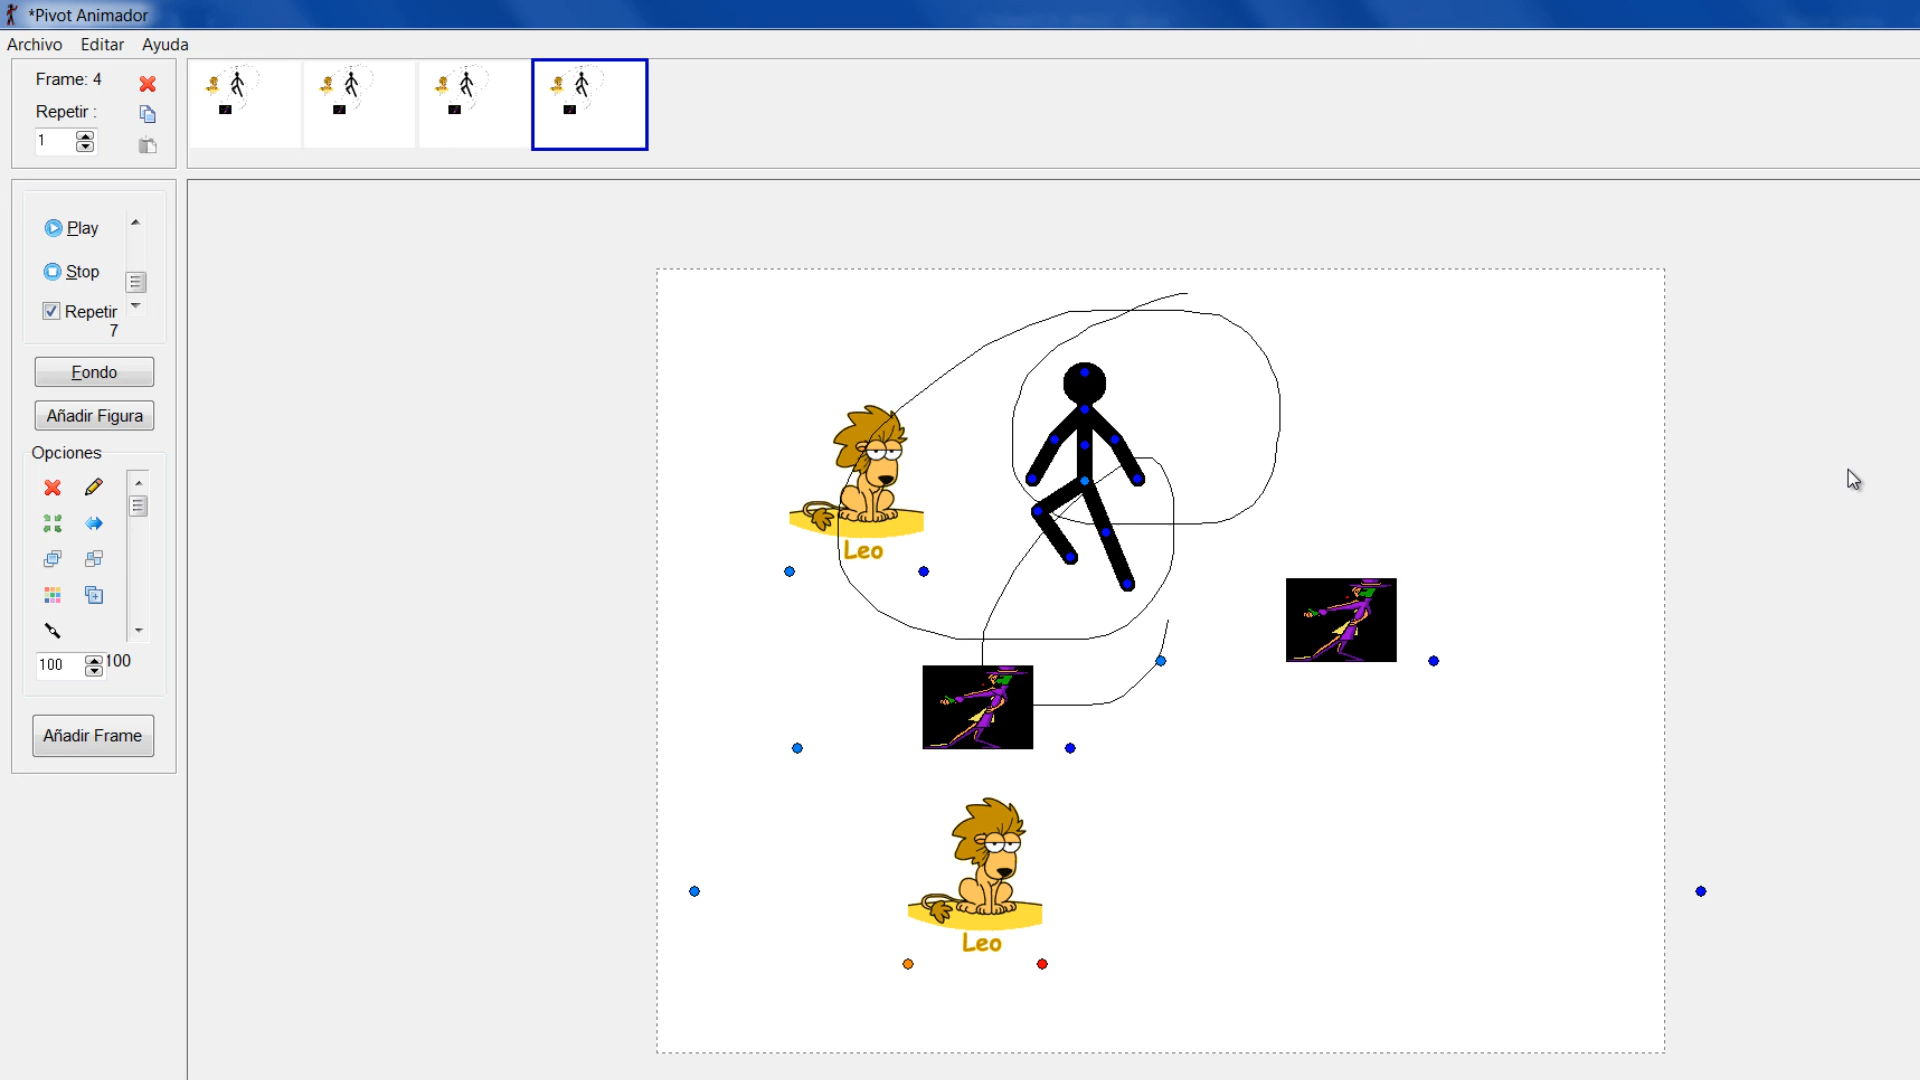 *Pivot Animador
Archivo Editar Ayuda
Frame: 4
Repetir :
1
Play
Stop
Repetir
7
Fondo
Añadir Figura
Opciones
100 100
Añadir Frame
Leo
Leo